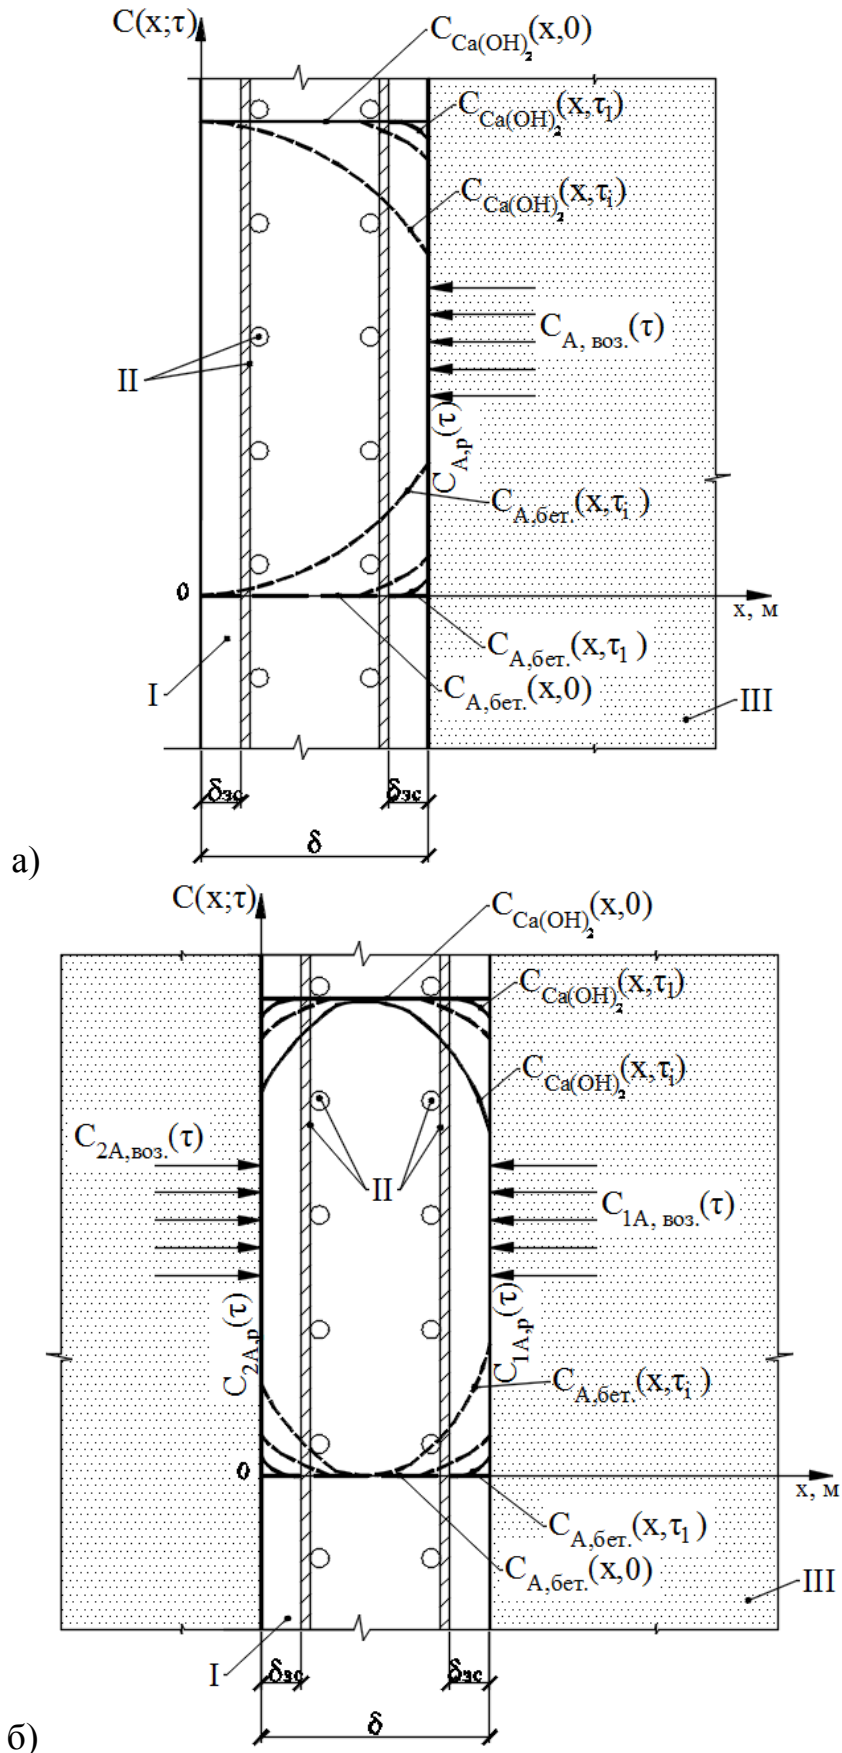 C(x;τ)
C_Ca(OH)₂(x,0)
C_Ca(OH)₂(x,τ₁)
C_Ca(OH)₂(x,τᵢ)
C_A, воз.(τ)
II
C_A,р(τ)
C_A,бет.(x,τᵢ)
0
x, м
C_A,бет.(x,τ₁)
I
C_A,бет.(x,0)
III
δзс
δзс
δ
а)
C(x;τ)
C_Ca(OH)₂(x,0)
C_Ca(OH)₂(x,τ₁)
C_Ca(OH)₂(x,τᵢ)
C_2A,воз.(τ)
II
C_1A, воз.(τ)
C_2A,р(τ)
C_1A,р(τ)
C_A,бет.(x,τᵢ)
0
x, м
C_A,бет.(x,τ₁)
C_A,бет.(x,0)
III
I
δзс
δзс
δ
б)